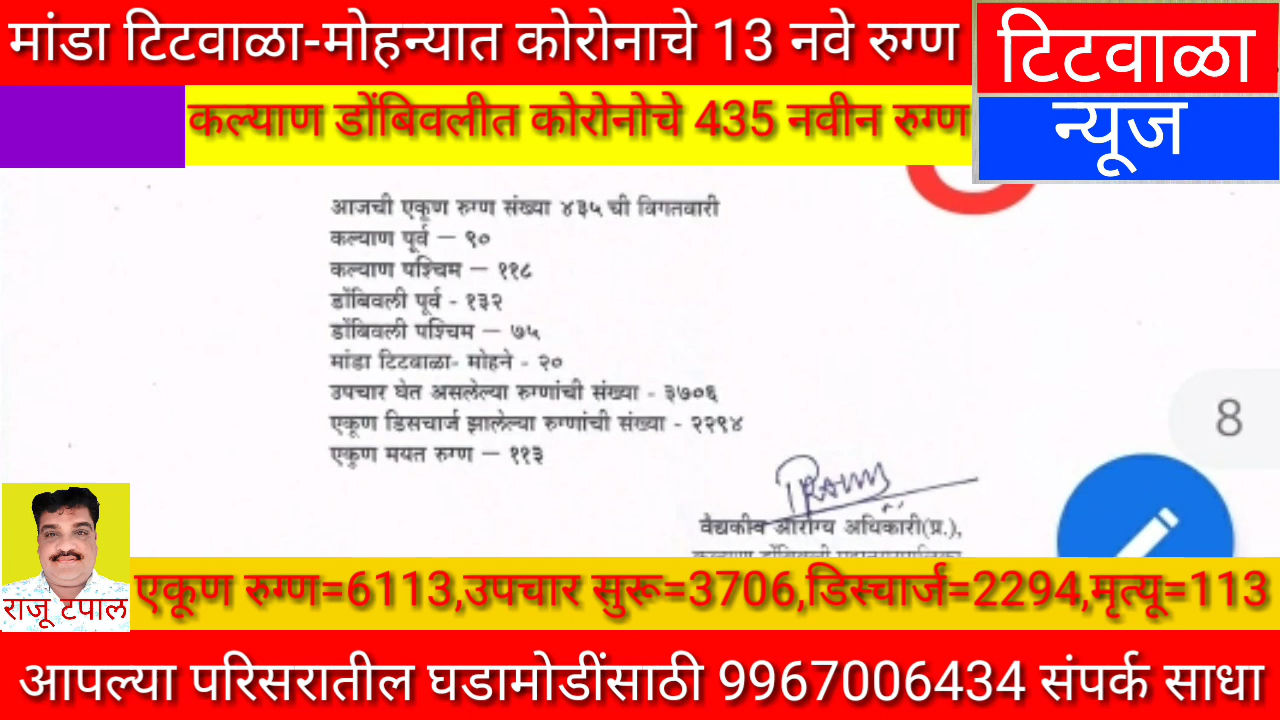 मांडा टिटवाळा-मोहन्यात कोरोनाचे 13 नवे रुग्ण
टिटवाळा
न्यूज
कल्याण डोंबिवलीत कोरोनोचे 435 नवीन रुग्ण
आजची एकूण रुग्ण संख्या ४३५ ची विगतवारी
कल्याण पूर्व – ९०
कल्याण पश्चिम – ११८
डोंबिवली पूर्व - १३२
डोंबिवली पश्चिम – ७५
मांडा टिटवाळा- मोहने - २०
उपचार घेत असलेल्या रुग्णांची संख्या - ३७०६
एकूण डिसचार्ज झालेल्या रुग्णांची संख्या - २२९४
एकुण मयत रुग्ण – ११३
8
वैद्यकीय आरोग्य अधिकारी(प्र.),
राजू टपाल
एकूण रुग्ण=6113,उपचार सुरू=3706,डिस्चार्ज=2294,मृत्यू=113
आपल्या परिसरातील घडामोडींसाठी 9967006434 संपर्क साधा